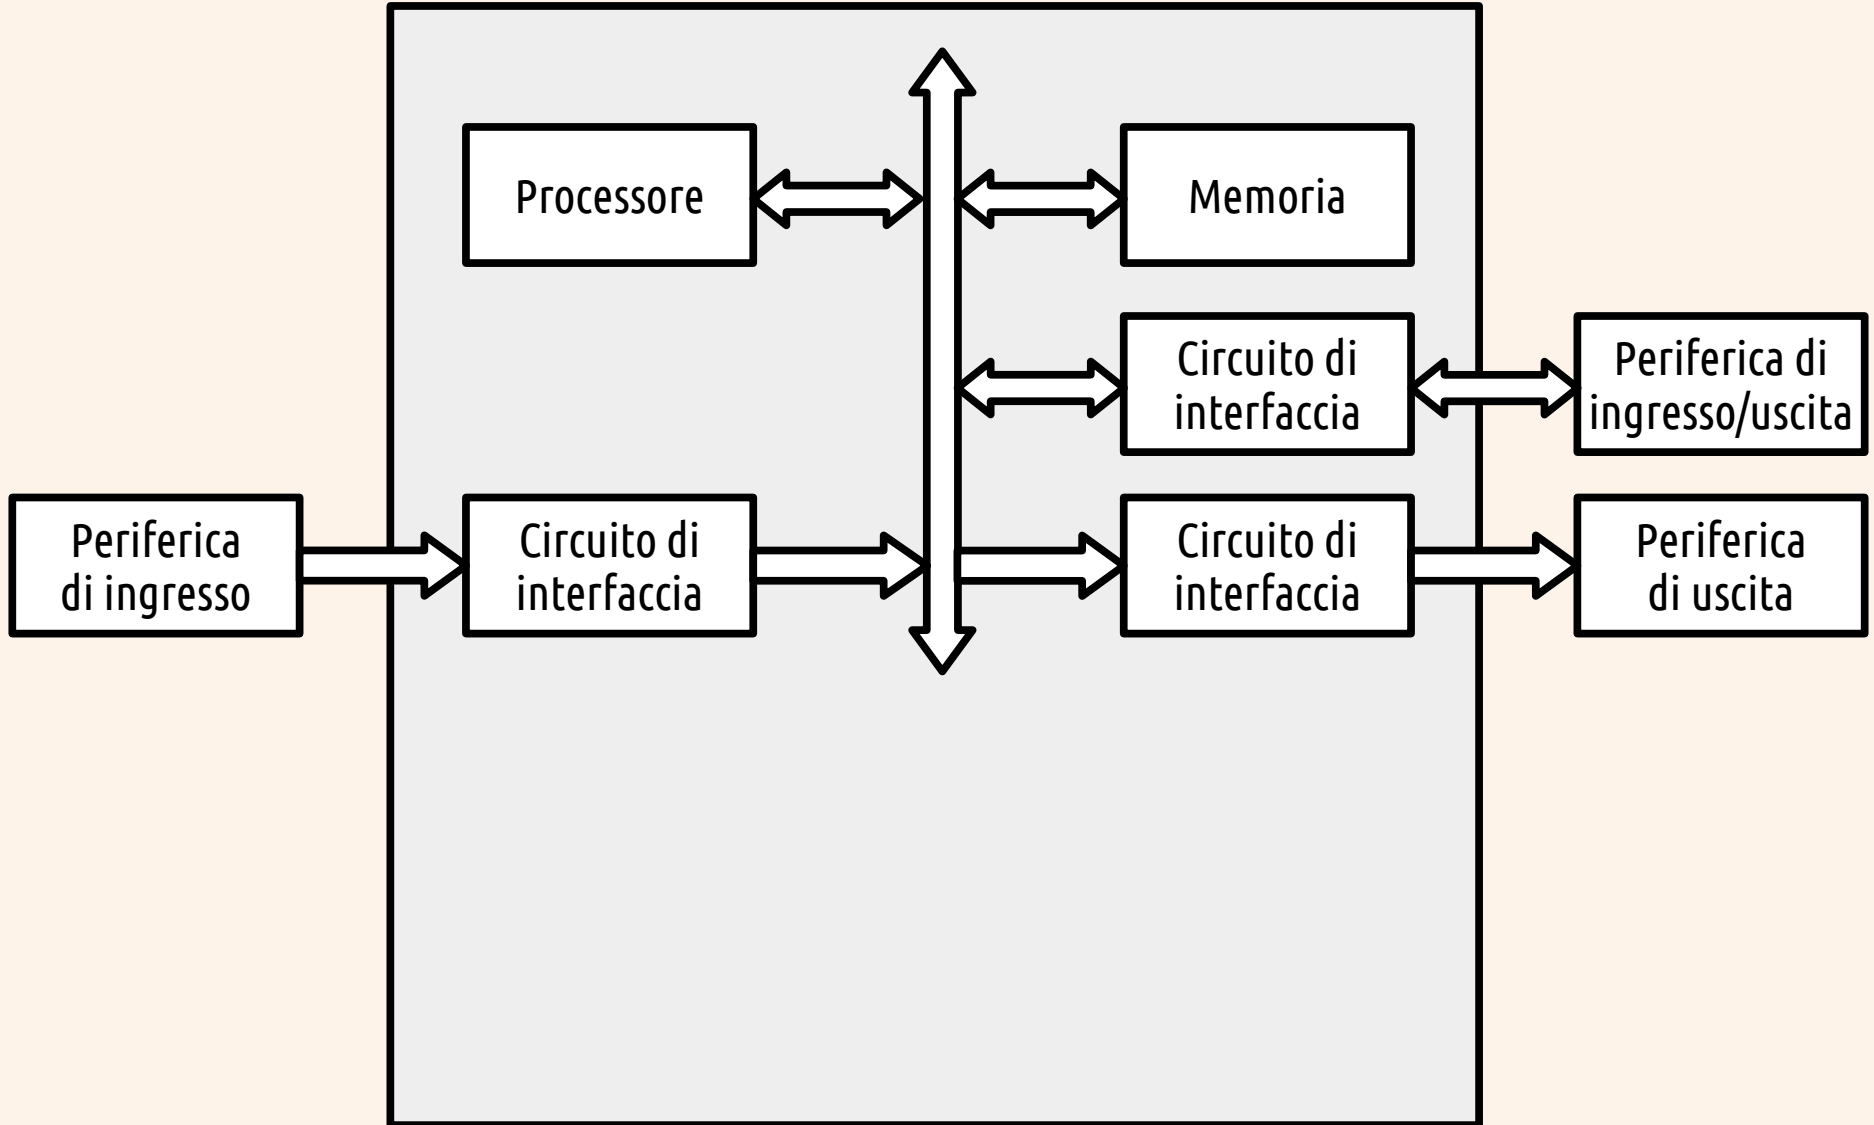 Processore
Memoria
Circuito di
interfaccia
Periferica di
ingresso/uscita
Periferica
di ingresso
Circuito di
interfaccia
Circuito di
interfaccia
Periferica
di uscita